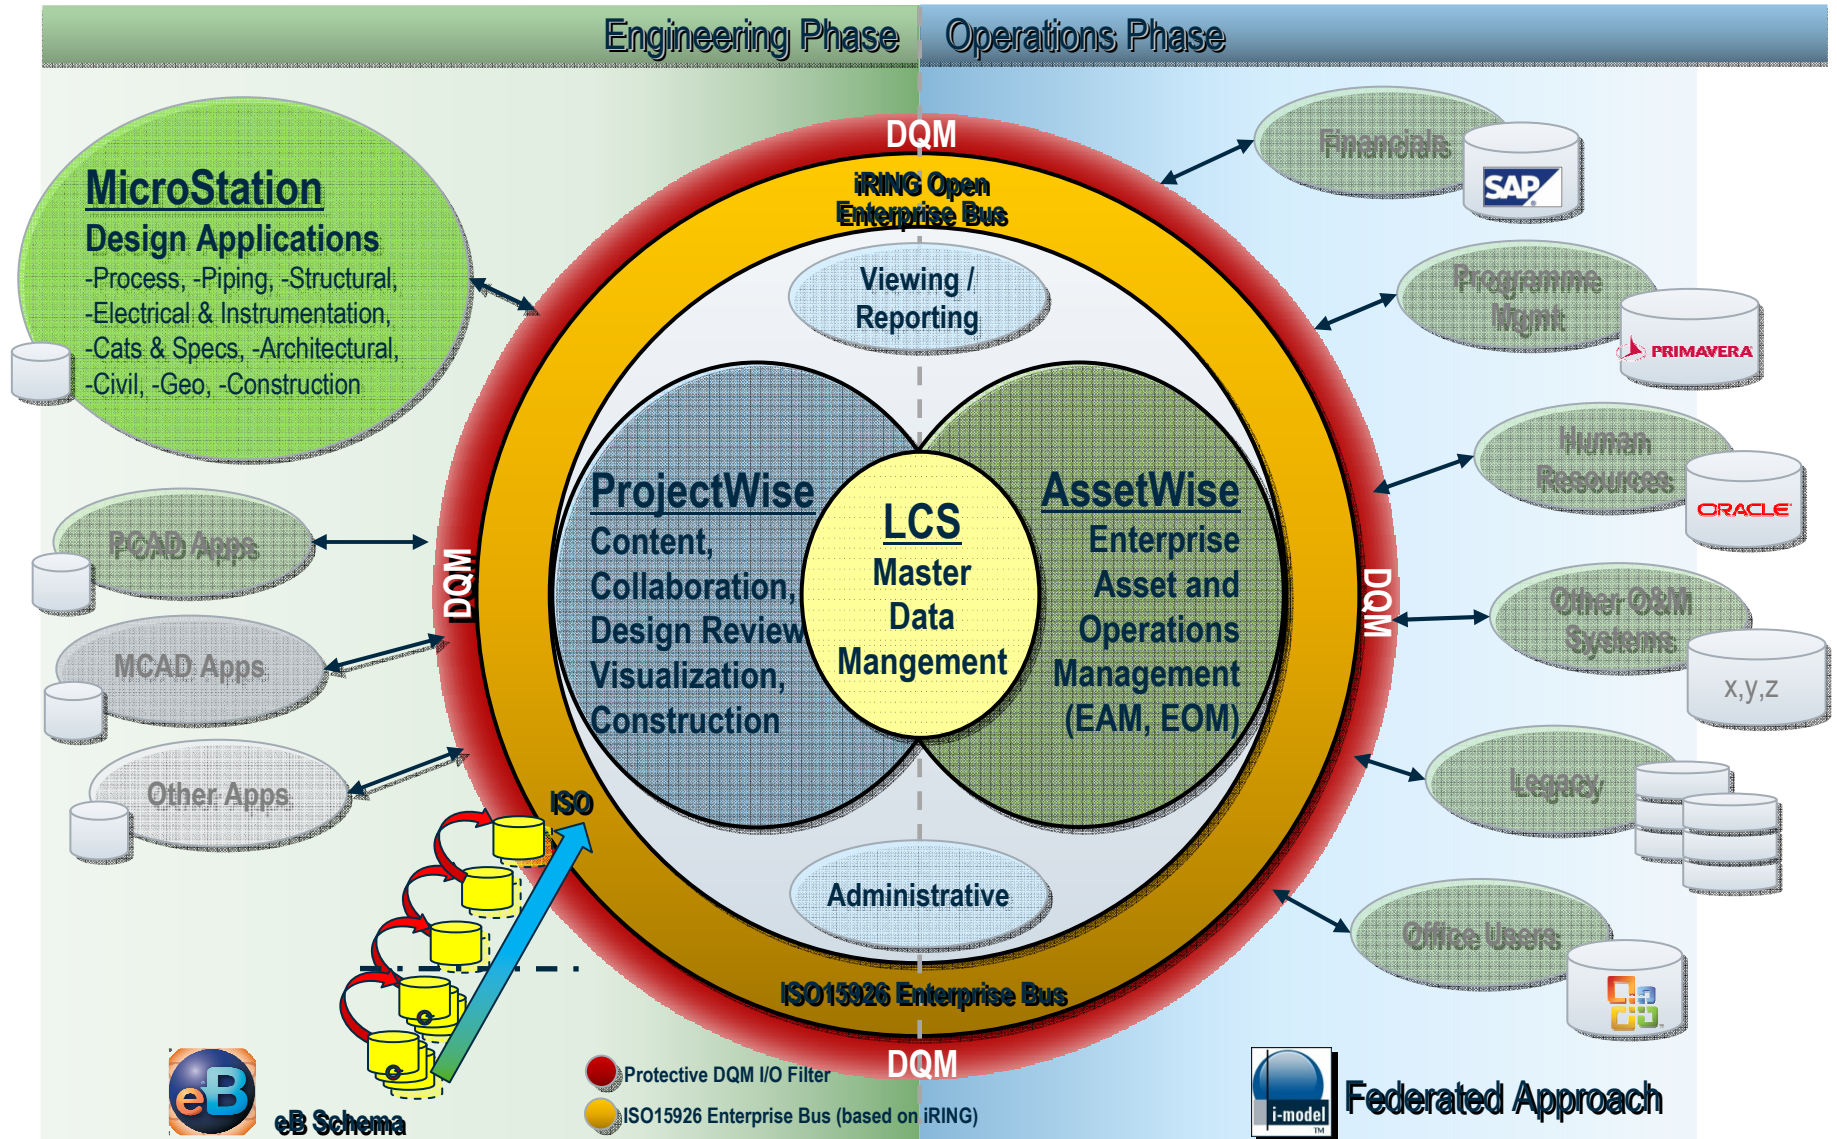 Engineering Phase
Operations Phase
MicroStation
Design Applications
-Process, -Piping, -Structural,
-Electrical & Instrumentation,
-Cats & Specs, -Architectural,
-Civil, -Geo, -Construction
PCAD Apps
MCAD Apps
Other Apps
DQM
iRING Open
Enterprise Bus
Viewing /
Reporting
DQM
ProjectWise
Content,
Collaboration,
Design Review
Visualization,
Construction
LCS
Master
Data
Mangement
AssetWise
Enterprise
Asset and
Operations
Management
(EAM, EOM)
DQM
Administrative
ISO15926 Enterprise Bus
DQM
ISO
Financials
SAP
Programme
Mgmt
PRIMAVERA
Human
Resources
ORACLE
Other O&M
Systems
x,y,z
Legacy
Office Users
eB
eB Schema
Protective DQM I/O Filter
ISO15926 Enterprise Bus (based on iRING)
i-model
TM
Federated Approach